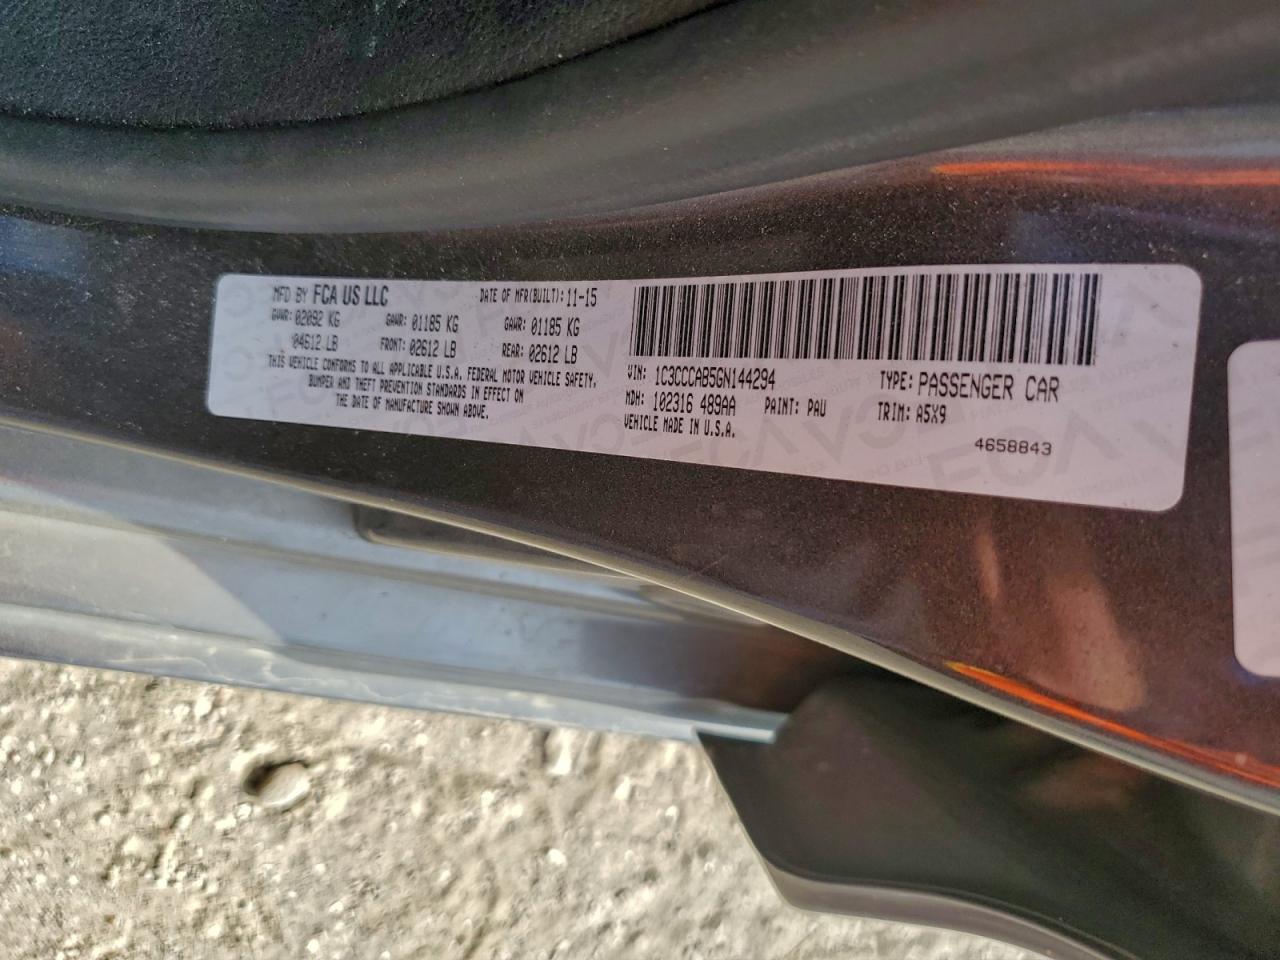 MFD BY FCA US LLC DATE OF MFR(BUILT): 11-15
GVWR: 02092 KG GAWR: 01185 KG GAWR: 01185 KG
04612 LB FRONT: 02612 LB REAR: 02612 LB
THIS VEHICLE CONFORMS TO ALL APPLICABLE U.S.A. FEDERAL MOTOR VEHICLE SAFETY,
BUMPER AND THEFT PREVENTION STANDARDS IN EFFECT ON
THE DATE OF MANUFACTURE SHOWN ABOVE.
VIN: 1C3CCCAB5GN144294 TYPE: PASSENGER CAR
MDH: 102316 489AA PAINT: PAU TRIM: A5X9
VEHICLE MADE IN U.S.A.
4658843